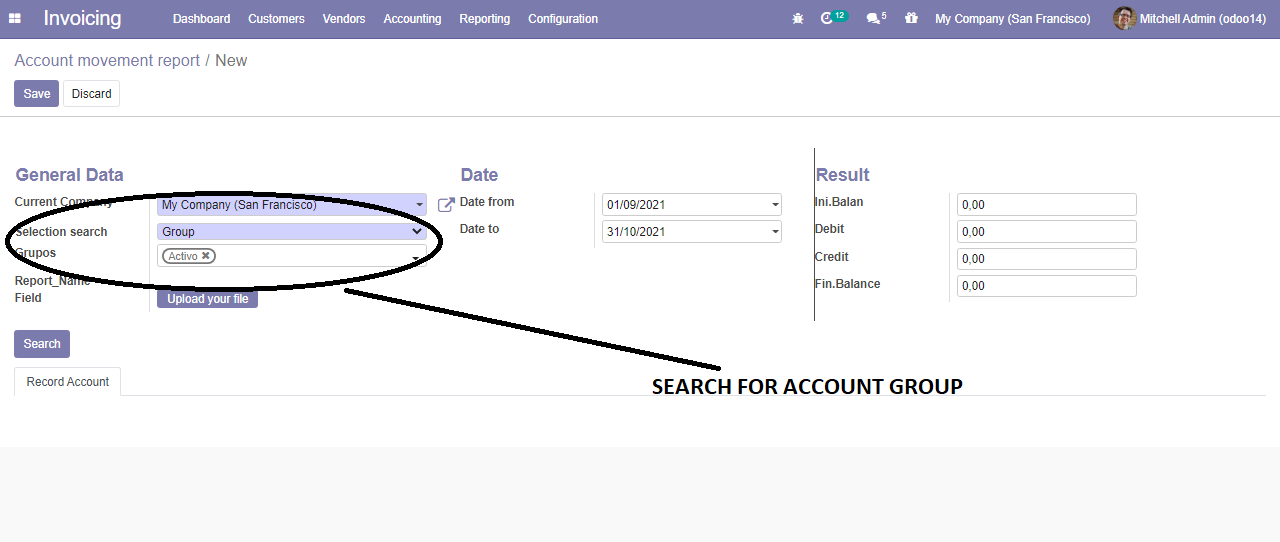 Invoicing Dashboard Customers Vendors Accounting Reporting Configuration 12 5 My Company (San Francisco) Mitchell Admin (odoo14)
Account movement report / New
Save Discard
General Data Date Result
Current Company My Company (San Francisco) Date from 01/09/2021 Ini.Balan 0,00
Selection search Group Date to 31/10/2021 Debit 0,00
Grupos Activo ✖ Credit 0,00
Report_Name Fin.Balance 0,00
Field Upload your file
Search
Record Account
SEARCH FOR ACCOUNT GROUP